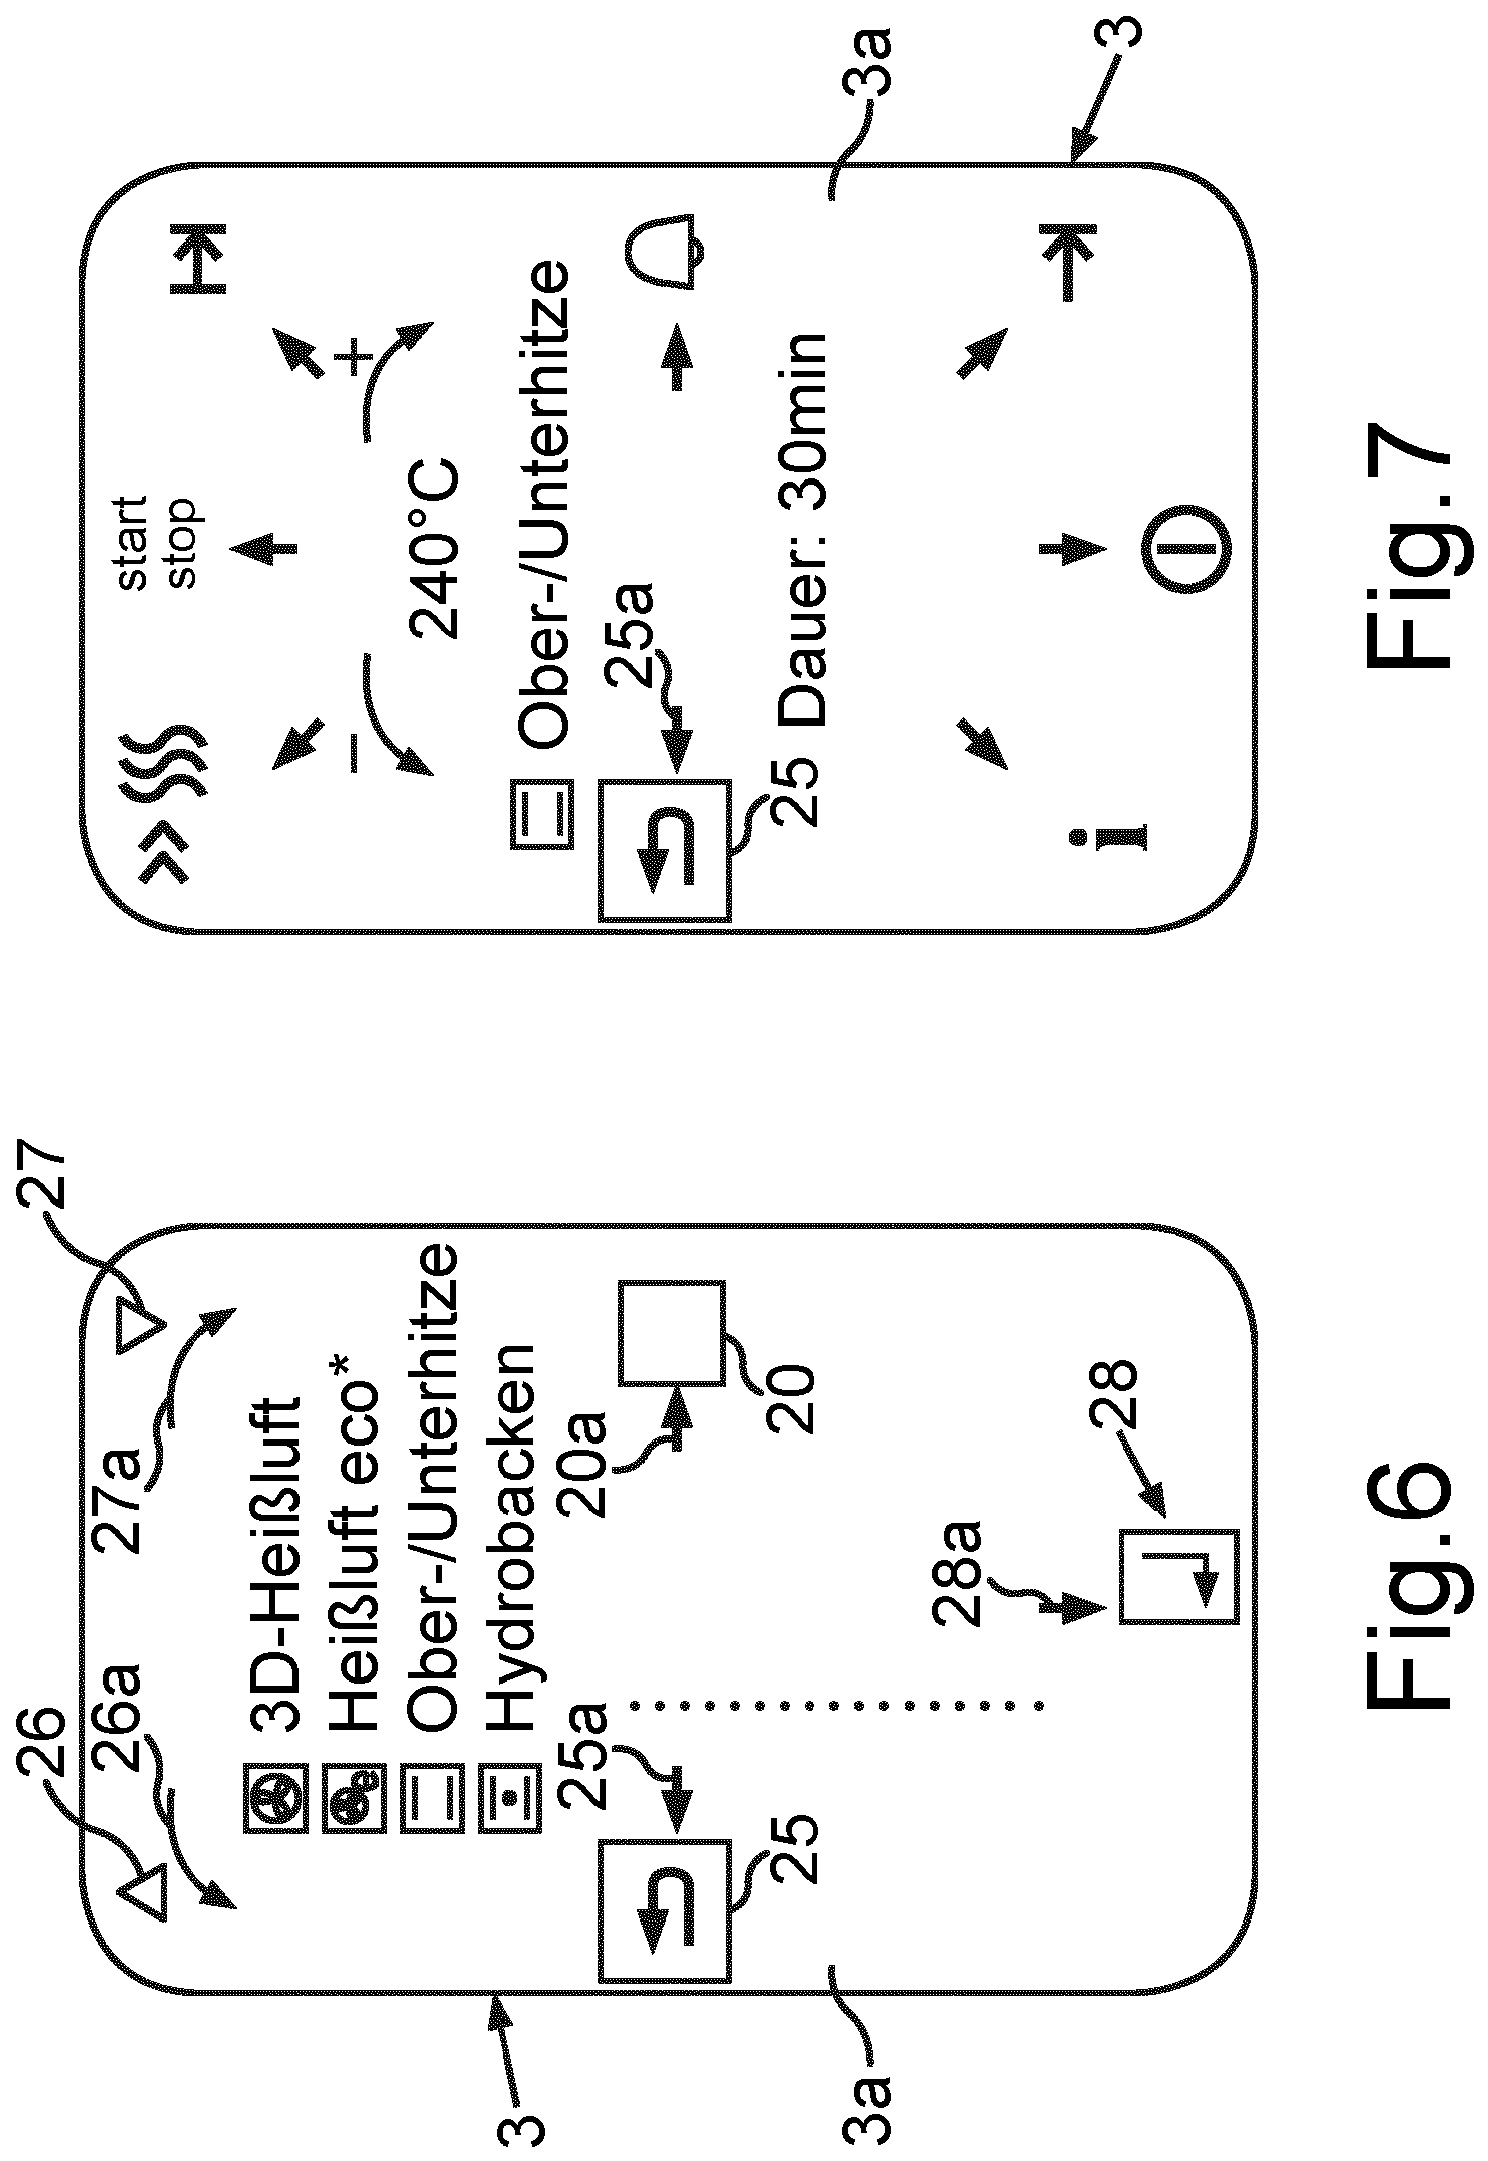 26
27
26a
27a
3D-Heißluft
Heißluft eco*
Ober-/Unterhitze
Hydrobacken
3
25a
20a
25
20
3a
28a
28
Fig.6
start
stop
– +
240°C
Ober-/Unterhitze
25a
25
Dauer: 30min
3a
i
3
Fig.7